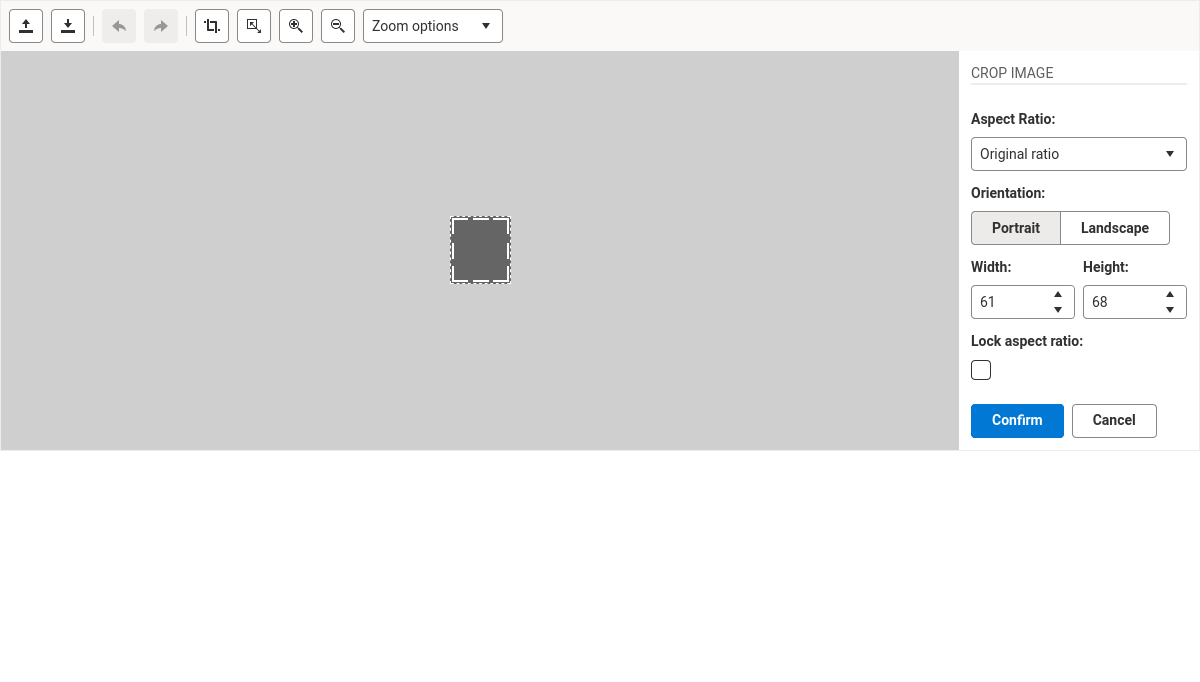 Zoom options
CROP IMAGE
Aspect Ratio:
Original ratio
Orientation:
Portrait Landscape
Width: Height:
61 68
Lock aspect ratio:
Confirm Cancel